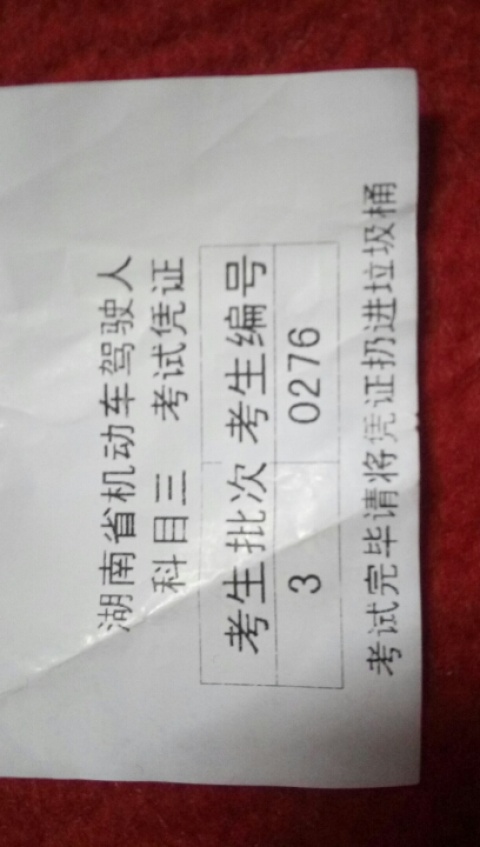 湖南省机动车驾驶人
科目三 考试凭证
考生批次 考生编号
3 0276
考试完毕请将凭证扔进垃圾桶